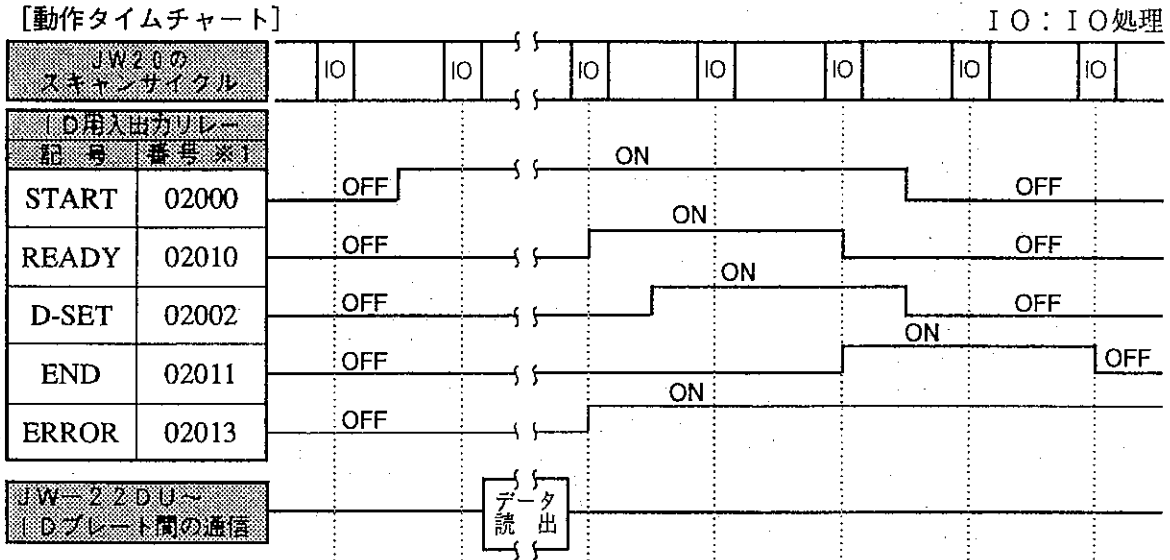 [動作タイムチャート]
IO:IO処理
JW20の
スキャンサイクル
IO IO IO IO IO IO IO
ID用入出力リレー
記号 番号 ※1
START 02000 OFF ON OFF
READY 02010 OFF ON OFF
D-SET 02002 OFF ON OFF
END 02011 OFF ON OFF
ERROR 02013 OFF ON
JW-22DU~
IDプレート間の通信
データ
読出